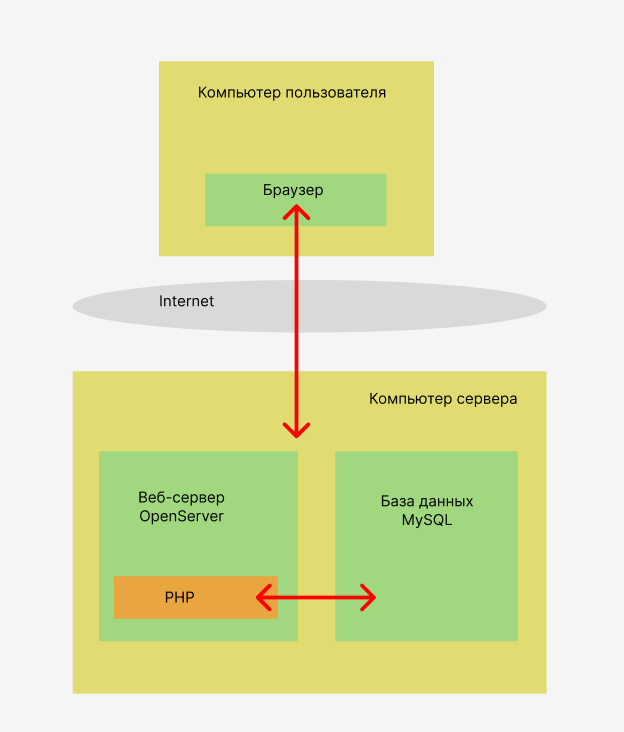 Компьютер пользователя
Браузер
Internet
Компьютер сервера
Веб-сервер
OpenServer
База данных
MySQL
PHP